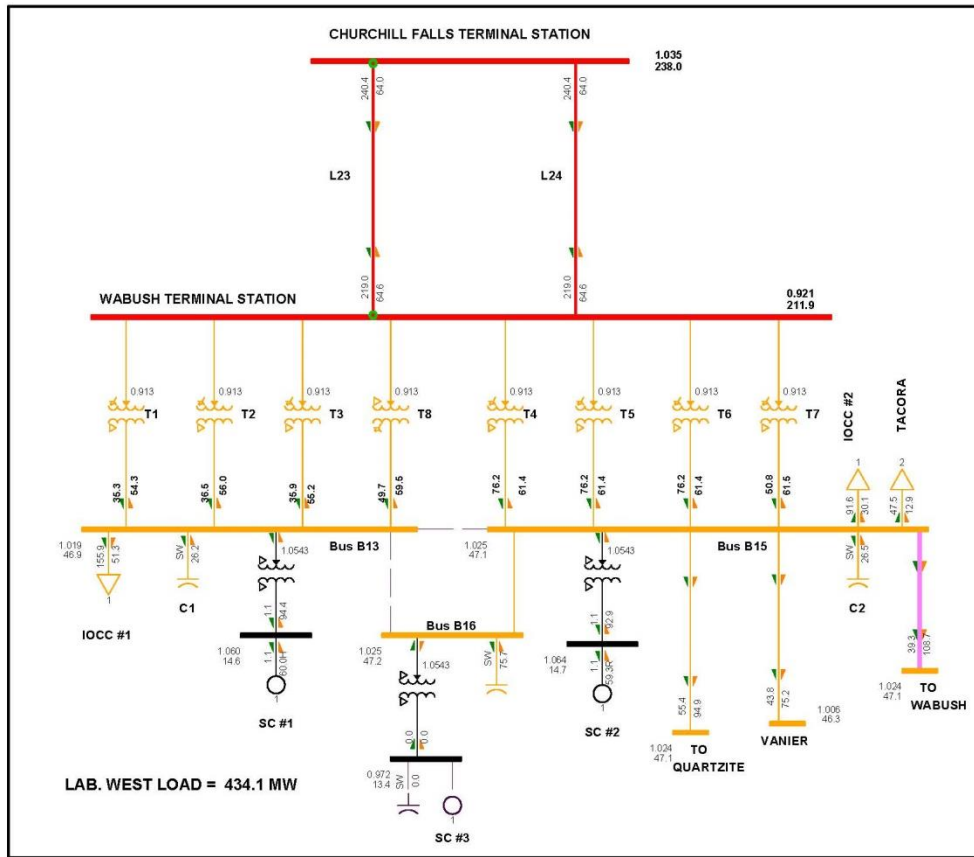 CHURCHILL FALLS TERMINAL STATION
1.035
238.0
240.4
64.0
240.4
64.0
L23
L24
219.0
64.6
219.0
64.6
WABUSH TERMINAL STATION
0.921
211.9
0.913
0.913
0.913
0.913
0.913
0.913
0.913
0.913
T1
T2
T3
T8
T4
T5
T6
T7
IOCC #2
TACORA
1
2
35.3
54.3
36.5
56.0
35.9
55.2
49.7
59.5
76.2
61.4
76.2
61.4
76.2
61.4
50.8
61.5
91.6
30.1
47.5
12.9
1.019
46.9
Bus B13
1.025
47.1
Bus B15
155.9
51.3
SW
26.2
1.0543
1.0543
SW
26.5
1
IOCC #1
C1
C2
1.1
94.4
Bus B16
1.1
92.9
39.3
108.7
1.060
14.6
1.1
60.0H
1
SC #1
1.025
47.2
1.0543
SW
75.7
1.064
14.7
1.1
59.3R
1
SC #2
1.024
47.1
TO
WABUSH
55.4
94.9
43.8
75.2
1.006
46.3
VANIER
1.024
47.1
TO
QUARTZITE
0.0
0.0
0.972
13.4
SW
0.0
1
SC #3
LAB. WEST LOAD = 434.1 MW